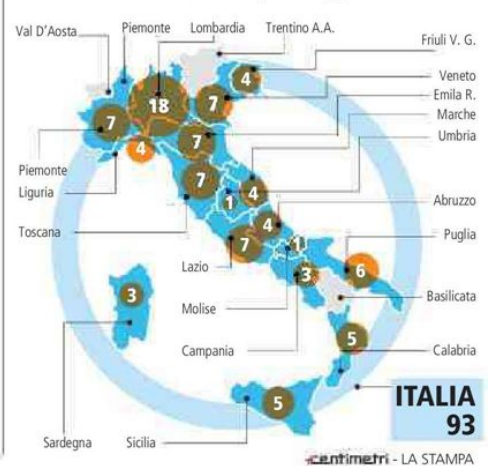 Val D'Aosta
Piemonte
Lombardia
Trentino A.A.
Friuli V. G.
Veneto
Emila R.
Marche
Umbria
4
18
7
7
7
4
Piemonte
Liguria
7
1
4
Abruzzo
Toscana
4
Puglia
7
1
Lazio
3
6
3
Molise
Basilicata
5
Campania
Calabria
5
ITALIA
93
Sardegna
Sicilia
centimetri - LA STAMPA